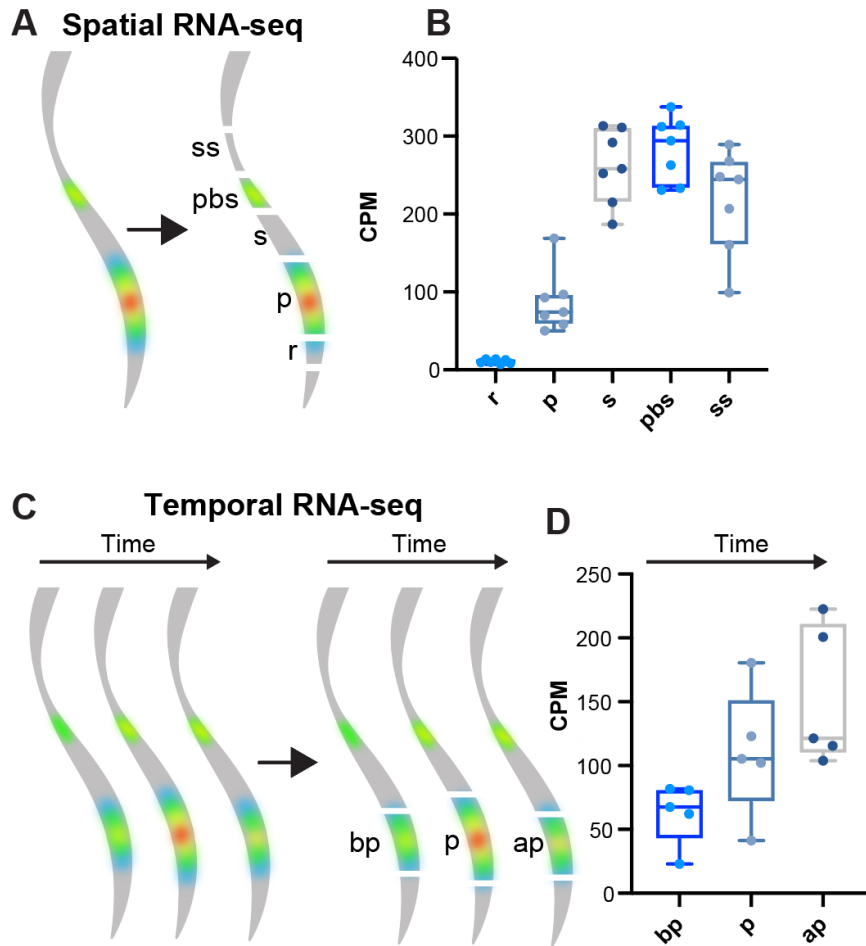 A Spatial RNA-seq
ss
pbs
s
p
r
B
CPM
400
300
200
100
0
r p s pbs ss
C Temporal RNA-seq
Time Time
bp p ap
D
Time
CPM
250
200
150
100
50
0
bp p ap